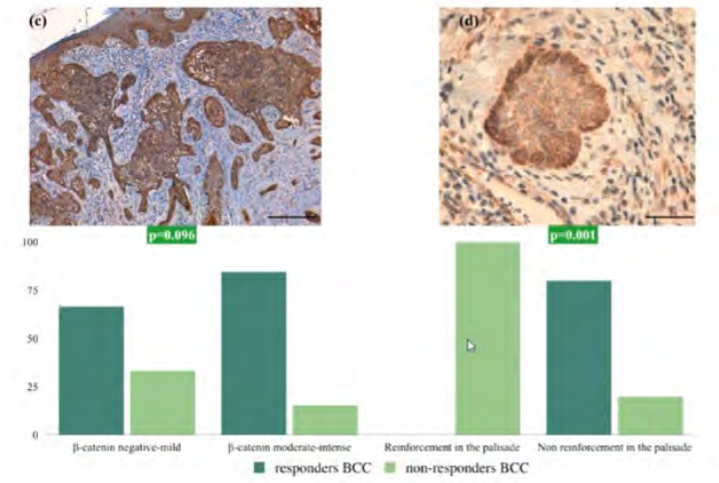 (c)
(d)
p=0.096
p=0.001
100
75
50
25
0
β-catenin negative-mild
β-catenin moderate-intense
Reinforcement in the palisade
Non reinforcement in the palisade
responders BCC
non-responders BCC